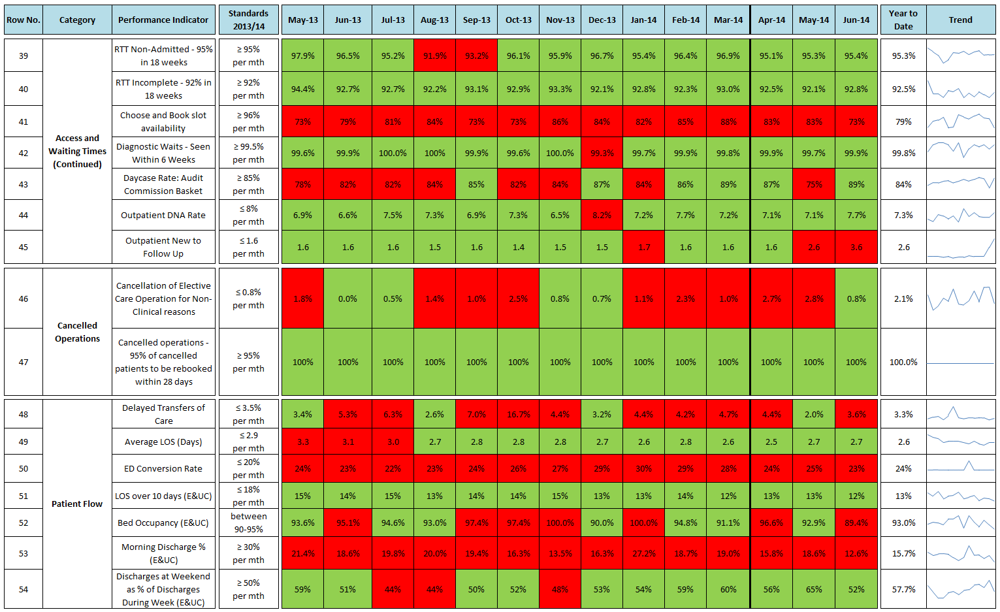 Row No. Category Performance Indicator Standards 2013/14 May-13 Jun-13 Jul-13 Aug-13 Sep-13 Oct-13 Nov-13 Dec-13 Jan-14 Feb-14 Mar-14 Apr-14 May-14 Jun-14 Year to Date Trend
Access and Waiting Times (Continued)
39 RTT Non-Admitted - 95% in 18 weeks ≥ 95% per mth 97.9% 96.5% 95.2% 91.9% 93.2% 96.1% 95.9% 96.7% 95.4% 96.4% 96.9% 95.1% 95.3% 95.4% 95.3%
40 RTT Incomplete - 92% in 18 weeks ≥ 92% per mth 94.4% 92.7% 92.7% 92.2% 93.1% 92.9% 93.3% 92.1% 92.8% 92.3% 93.0% 92.5% 92.1% 92.8% 92.5%
41 Choose and Book slot availability ≥ 96% per mth 73% 79% 81% 84% 73% 73% 86% 84% 82% 85% 88% 83% 83% 73% 79%
42 Diagnostic Waits - Seen Within 6 Weeks ≥ 99.5% per mth 99.6% 99.9% 100.0% 100% 99.9% 99.6% 100.0% 99.3% 99.7% 99.9% 99.8% 99.9% 99.7% 99.9% 99.8%
43 Daycase Rate: Audit Commission Basket ≥ 85% per mth 78% 82% 82% 84% 85% 82% 84% 87% 84% 86% 89% 87% 75% 89% 84%
44 Outpatient DNA Rate ≤ 8% per mth 6.9% 6.6% 7.5% 7.3% 6.9% 7.3% 6.5% 8.2% 7.2% 7.7% 7.2% 7.1% 7.1% 7.7% 7.3%
45 Outpatient New to Follow Up ≤ 1.6 per mth 1.6 1.6 1.6 1.5 1.6 1.4 1.5 1.5 1.7 1.6 1.6 1.6 2.6 3.6 2.6
Cancelled Operations
46 Cancellation of Elective Care Operation for Non-Clinical reasons ≤ 0.8% per mth 1.8% 0.0% 0.5% 1.4% 1.0% 2.5% 0.8% 0.7% 1.1% 2.3% 1.0% 2.7% 2.8% 0.8% 2.1%
47 Cancelled operations - 95% of cancelled patients to be rebooked within 28 days ≥ 95% per mth 100% 100% 100% 100% 100% 100% 100% 100% 100% 100% 100% 100% 100% 100% 100.0%
Patient Flow
48 Delayed Transfers of Care ≤ 3.5% per mth 3.4% 5.3% 6.3% 2.6% 7.0% 16.7% 4.4% 3.2% 4.4% 4.2% 4.7% 4.4% 2.0% 3.6% 3.3%
49 Average LOS (Days) ≤ 2.9 per mth 3.3 3.1 3.0 2.7 2.8 2.8 2.8 2.7 2.6 2.8 2.6 2.5 2.7 2.7 2.6
50 ED Conversion Rate ≤ 20% per mth 24% 23% 22% 23% 24% 26% 27% 29% 30% 29% 28% 24% 25% 23% 24%
51 LOS over 10 days (E&UC) ≤ 18% per mth 15% 14% 15% 13% 14% 14% 15% 13% 13% 14% 12% 13% 13% 12% 13%
52 Bed Occupancy (E&UC) between 90-95% 93.6% 95.1% 94.6% 93.0% 97.4% 97.4% 100.0% 90.0% 100.0% 94.8% 91.1% 96.6% 92.9% 89.4% 93.0%
53 Morning Discharge % (E&UC) ≥ 30% per mth 21.4% 18.6% 19.8% 20.0% 19.4% 16.3% 13.5% 16.3% 27.2% 18.7% 19.0% 15.8% 18.6% 12.6% 15.7%
54 Discharges at Weekend as % of Discharges During Week (E&UC) ≥ 50% per mth 59% 51% 44% 44% 50% 52% 48% 53% 54% 59% 60% 56% 65% 52% 57.7%